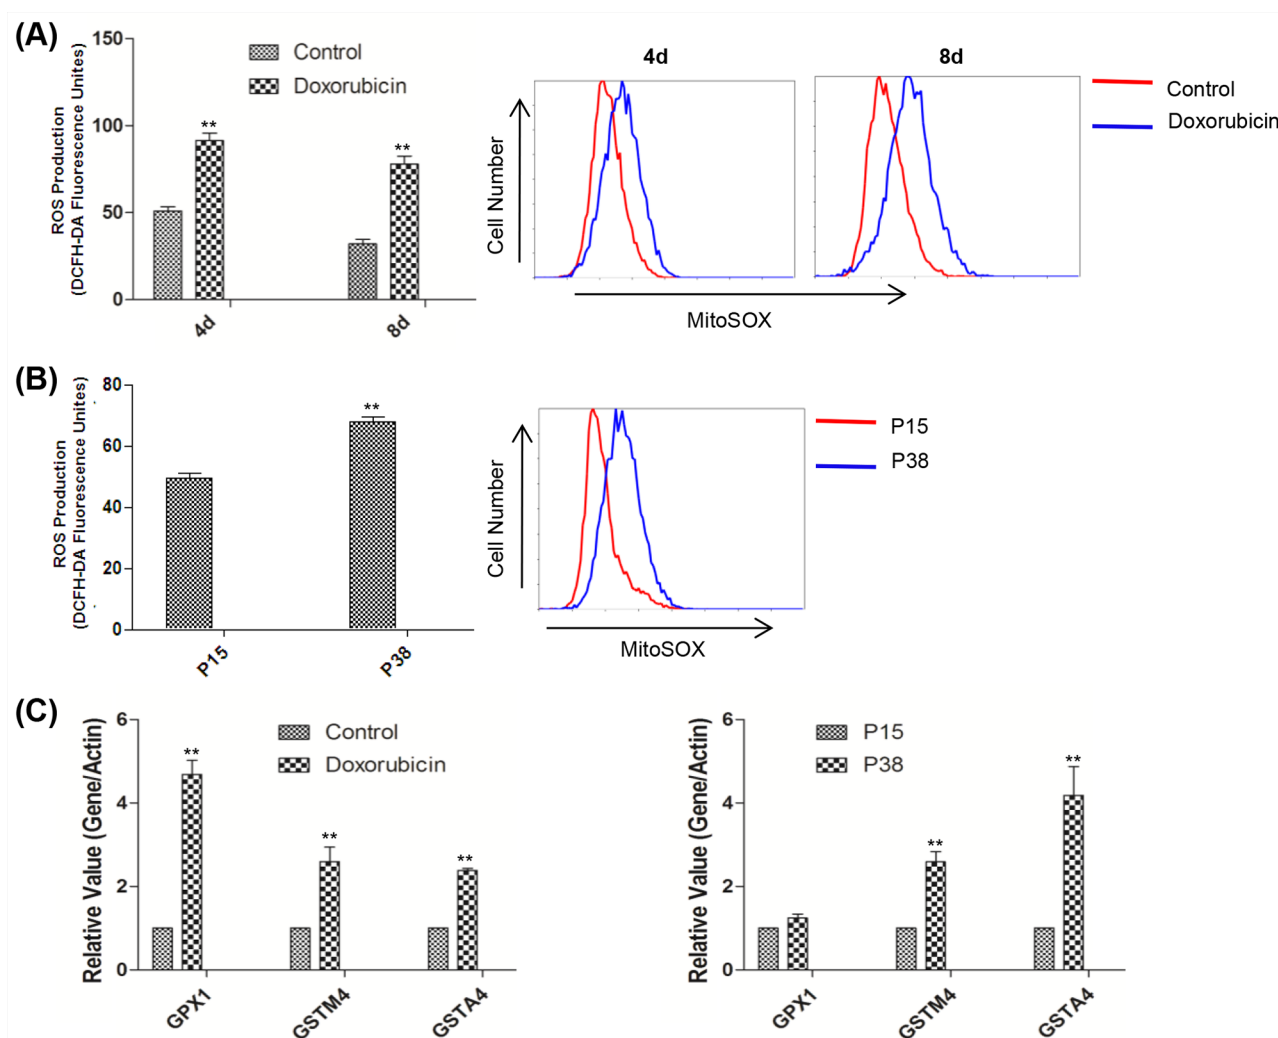 (A)
ROS Production
(DCFH-DA Fluorescence Unites)
150
100
50
0
Control
Doxorubicin
**
**
4d
8d
4d
8d
Cell Number
MitoSOX
Control
Doxorubicin
(B)
ROS Production
(DCFH-DA Fluorescence Unites)
80
60
40
20
0
**
P15
P38
Cell Number
MitoSOX
P15
P38
(C)
Relative Value (Gene/Actin)
6
4
2
0
Control
Doxorubicin
**
**
**
GPX1
GSTM4
GSTA4
Relative Value (Gene/Actin)
6
4
2
0
P15
P38
**
**
GPX1
GSTM4
GSTA4